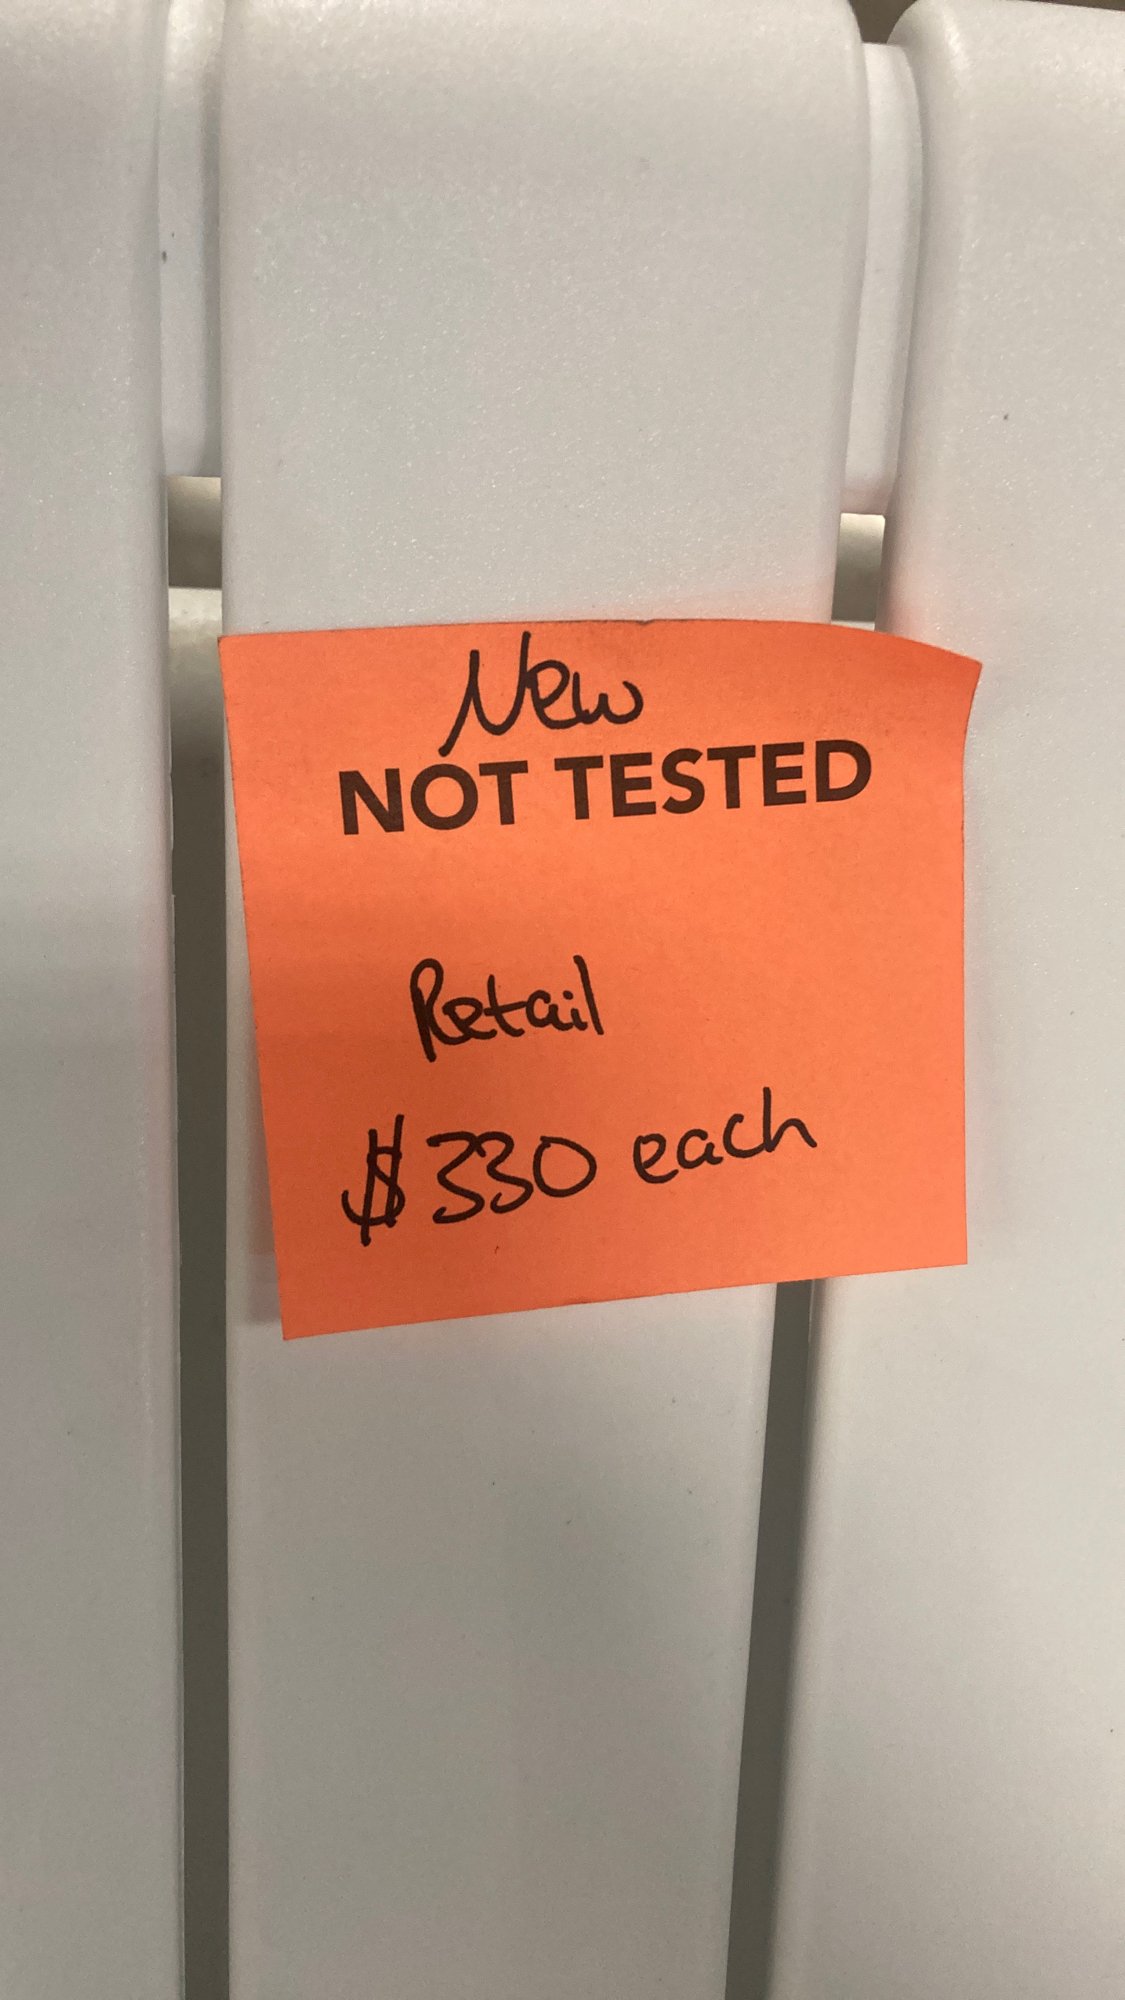 New
NOT TESTED
Retail
$330 each